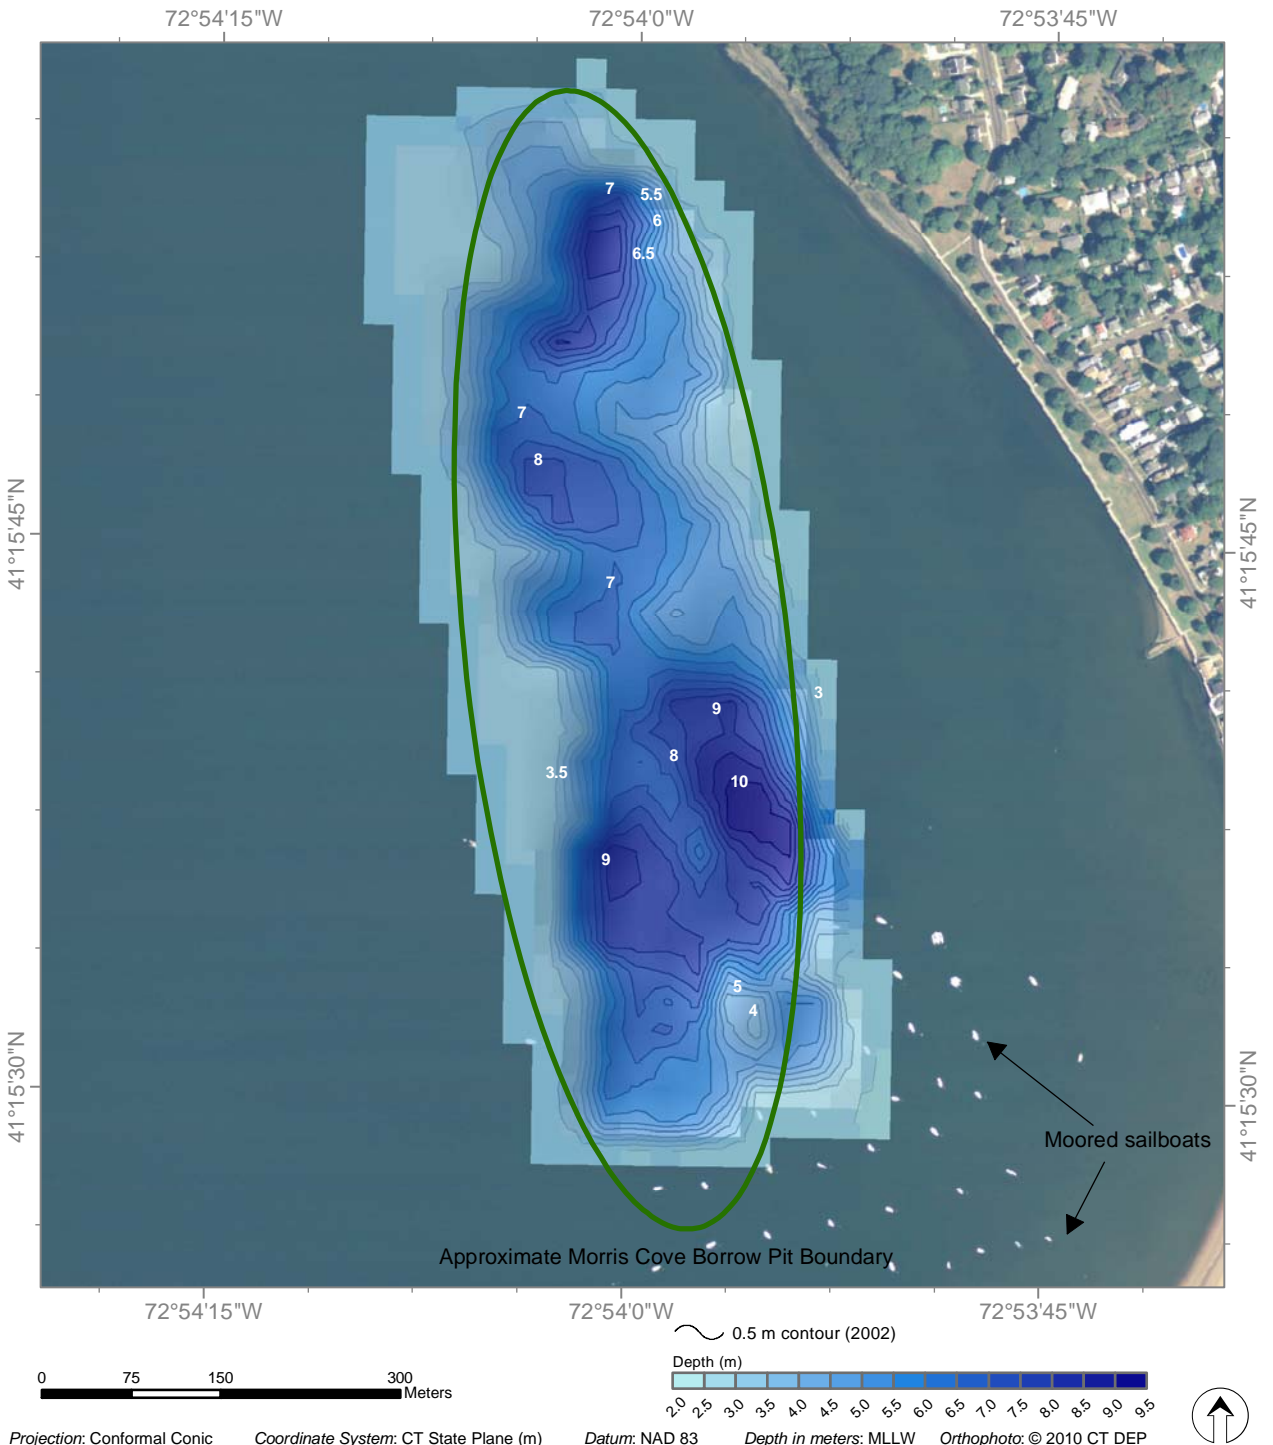 72°54'15"W 72°54'0"W 72°53'45"W
7
5.5
6
6.5
7
8
41°15'45"N
41°15'45"N
7
3
9
8
3.5
10
9
5
4
41°15'30"N
41°15'30"N
Moored sailboats
Approximate Morris Cove Borrow Pit Boundary
72°54'15"W 72°54'0"W 72°53'45"W
0.5 m contour (2002)
Depth (m)
0 75 150 300
Meters
2.0 2.5 3.0 3.5 4.0 4.5 5.0 5.5 6.0 6.5 7.0 7.5 8.0 8.5 9.0 9.5
Projection: Conformal Conic Coordinate System: CT State Plane (m) Datum: NAD 83 Depth in meters: MLLW Orthophoto: © 2010 CT DEP